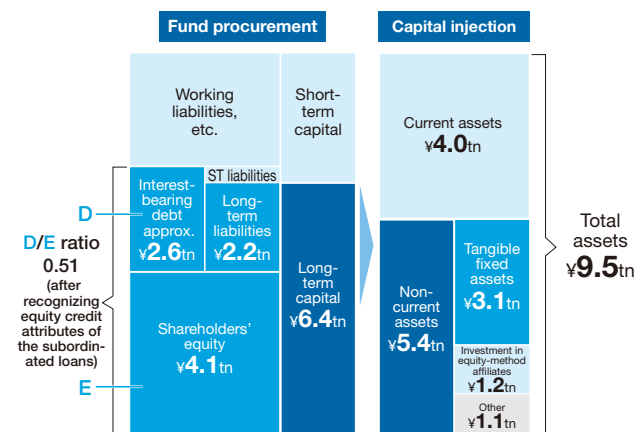 Fund procurement
Capital injection
Working
liabilities,
etc.
Short-
term
capital
ST liabilities
Interest-
bearing
debt
approx.
¥2.6tn
Long-
term
liabilities
¥2.2tn
D
D/E ratio
0.51
(after
recognizing
equity credit
attributes of
the subordin-
ated loans)
E
Shareholders'
equity
¥4.1tn
Long-
term
capital
¥6.4tn
Current assets
¥4.0tn
Non-
current
assets
¥5.4tn
Tangible
fixed
assets
¥3.1tn
Investment in
equity-method
affiliates
¥1.2tn
Other
¥1.1tn
Total
assets
¥9.5tn